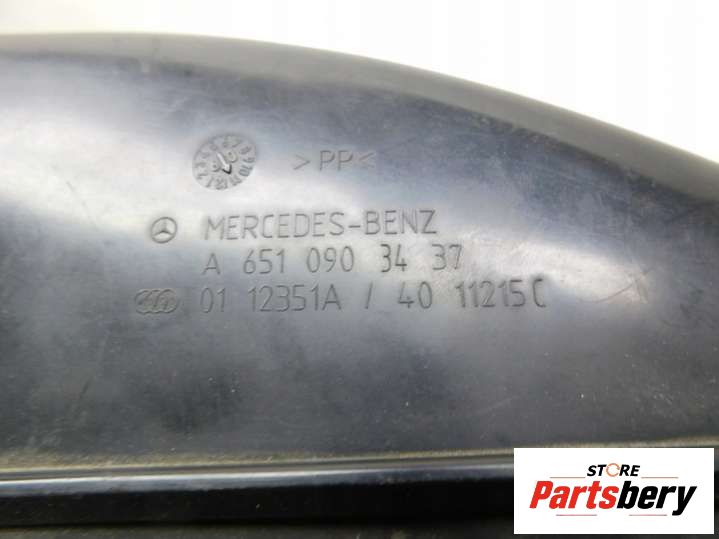 >PP<
MERCEDES-BENZ
A 651 090 34 37
01 12351A / 40 11215C
STORE
Partsbery